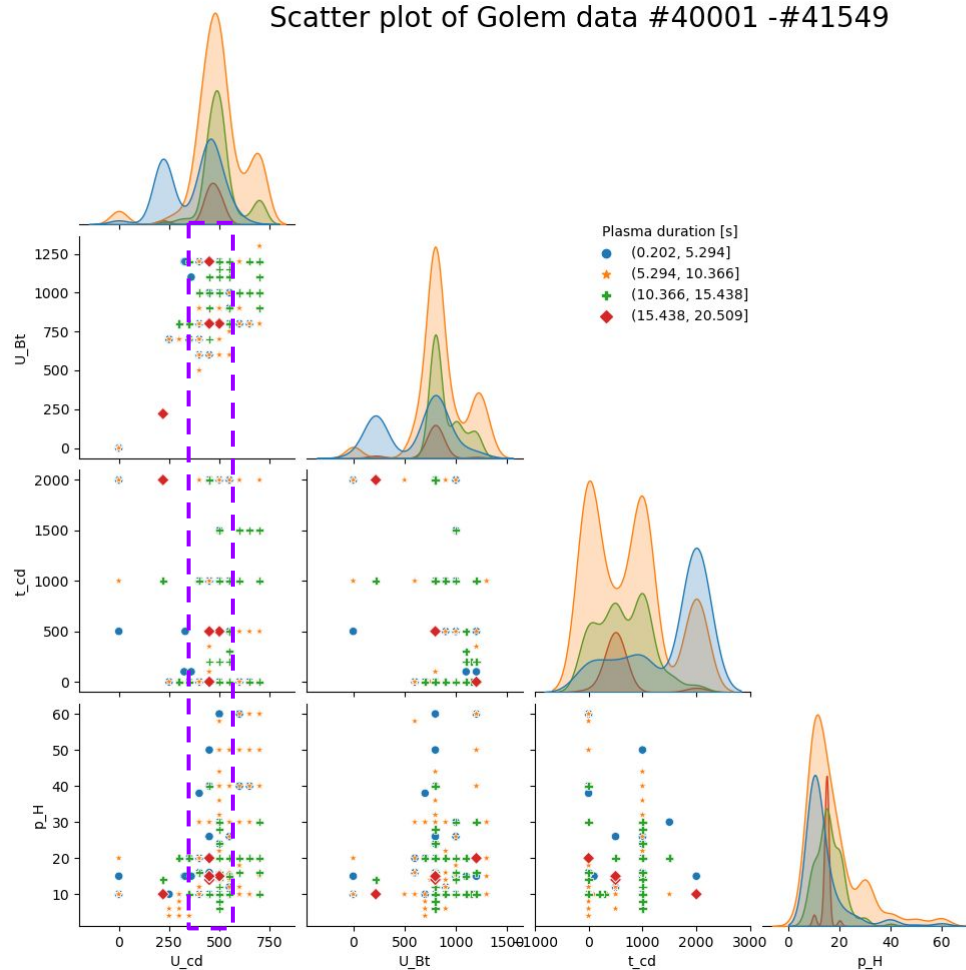 Scatter plot of Golem data #40001 -#41549
Plasma duration [s]
(0.202, 5.294]
(5.294, 10.366]
(10.366, 15.438]
(15.438, 20.509]
1250
1000
750
500
250
0
U_Bt
2000
1500
1000
500
0
t_cd
60
50
40
30
20
10
p_H
0 250 500 750
U_cd
0 500 1000
U_Bt
0 1000 2000 3000
t_cd
0 20 40 60
p_H